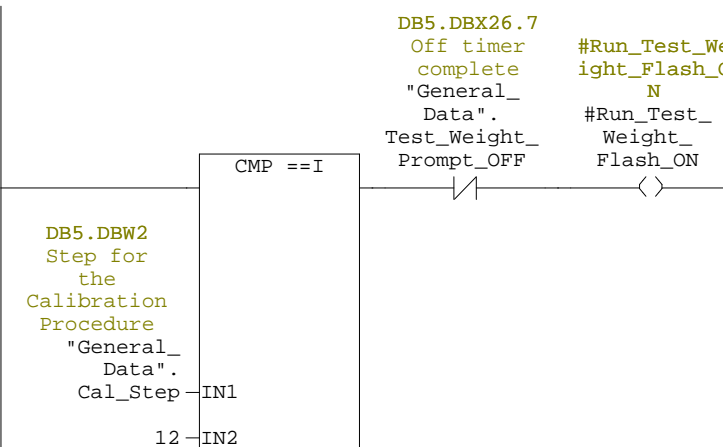 DB5.DBX26.7
Off timer
complete
"General_
Data".
Test_Weight_
Prompt_OFF
#Run_Test_We
ight_Flash_O
N
#Run_Test_
Weight_
Flash_ON
CMP ==I
DB5.DBW2
Step for
the
Calibration
Procedure
"General_
Data".
Cal_Step
IN1
12
IN2